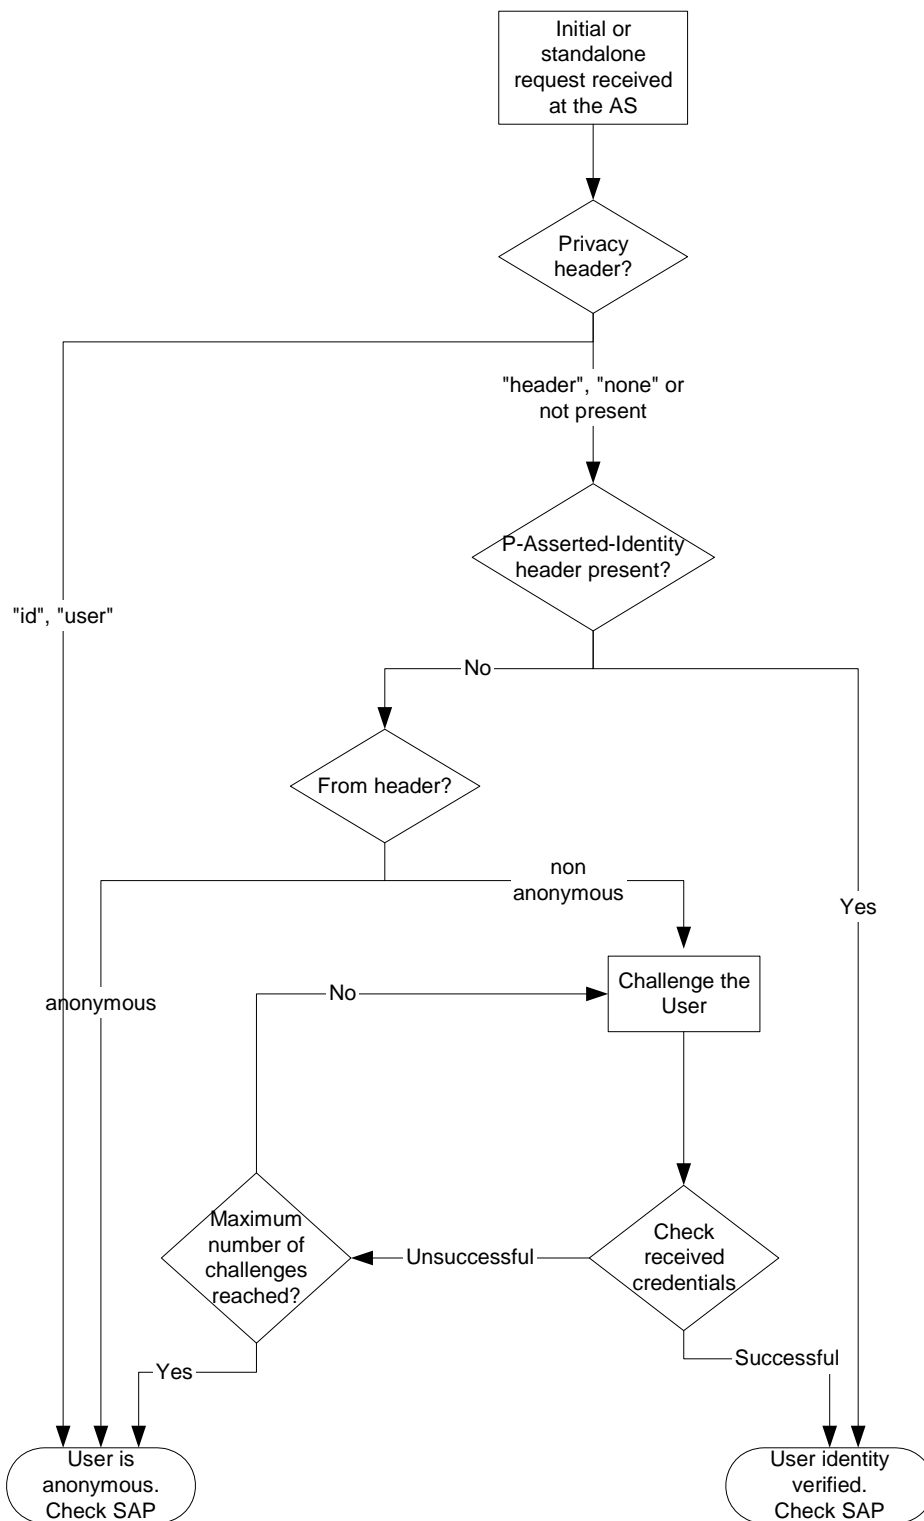 Initial or
standalone
request received
at the AS
Privacy
header?
"header", "none" or
not present
P-Asserted-Identity
header present?
"id", "user"
No
From header?
non
anonymous
Yes
anonymous
No
Challenge the
User
Maximum
number of
challenges
reached?
Unsuccessful
Check
received
credentials
Yes
Successful
User is
anonymous.
Check SAP
User identity
verified.
Check SAP